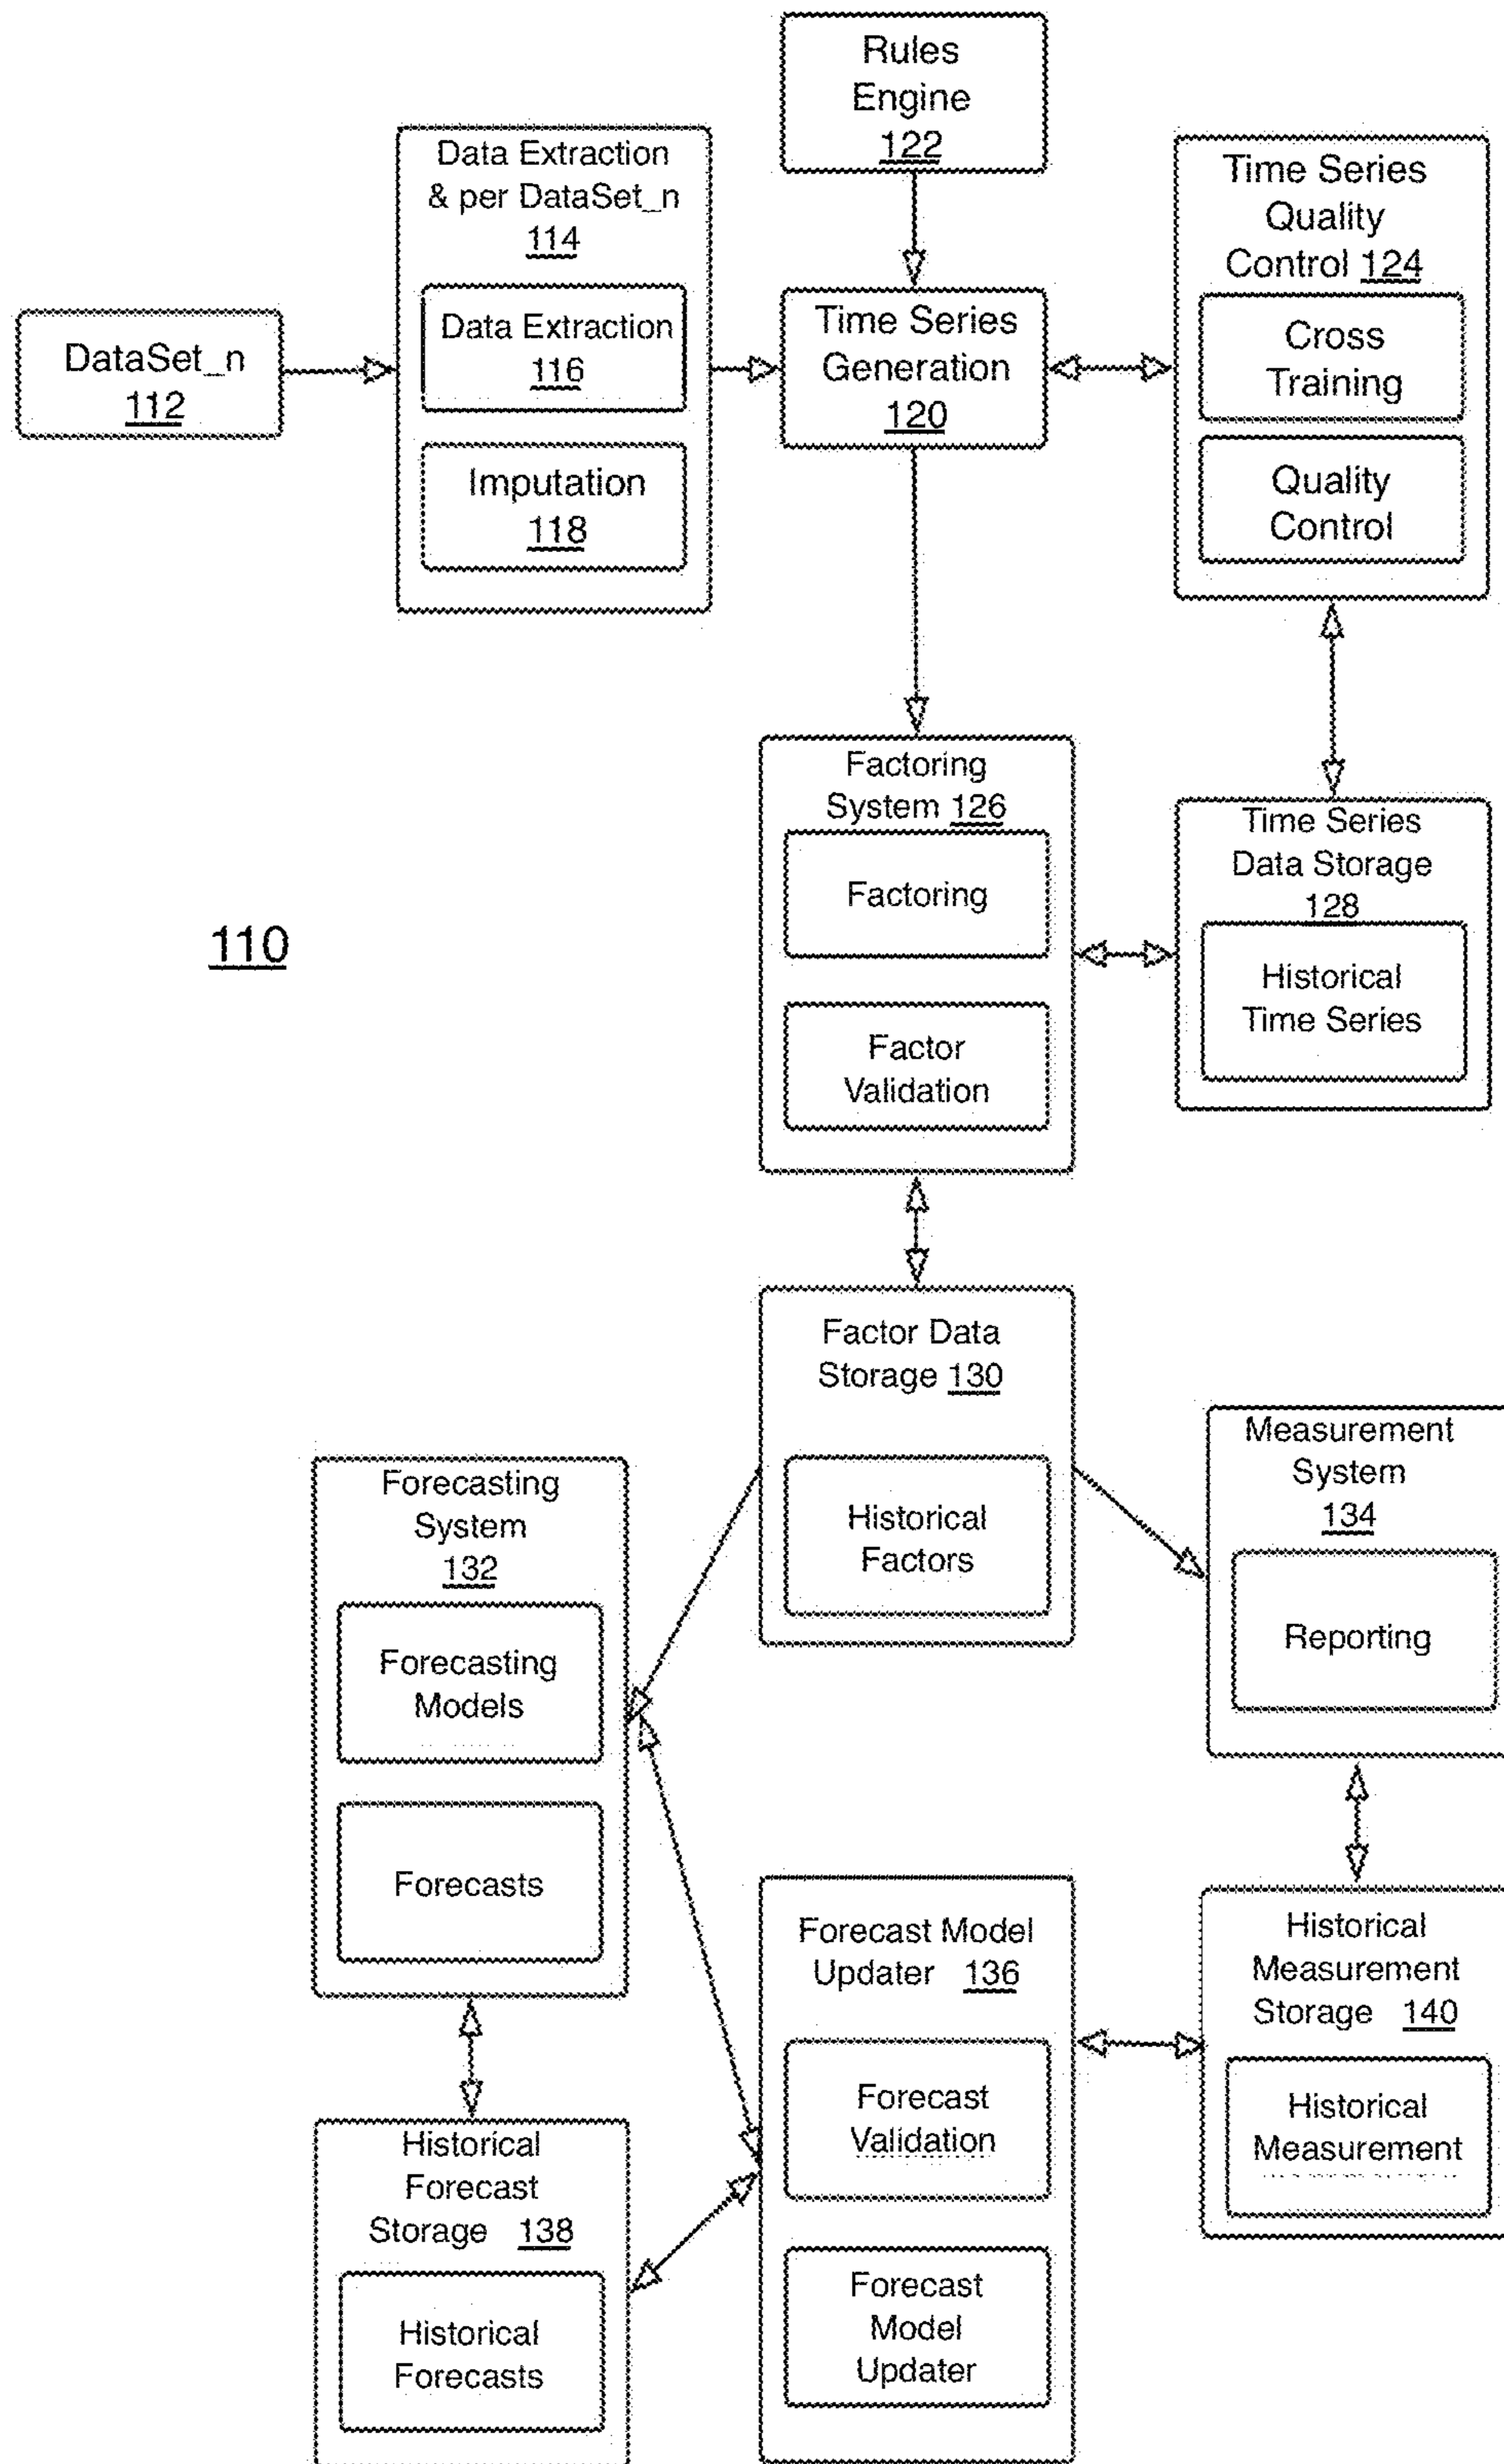 Rules
Engine
122
Data Extraction
& per DataSet_n
114
Data Extraction
116
Imputation
118
DataSet_n
112
Time Series
Generation
120
Time Series
Quality
Control 124
Cross
Training
Quality
Control
Factoring
System 126
Factoring
Factor
Validation
Time Series
Data Storage
128
Historical
Time Series
110
Factor Data
Storage 130
Historical
Factors
Forecasting
System
132
Forecasting
Models
Forecasts
Measurement
System
134
Reporting
Forecast Model
Updater 136
Forecast
Validation
Forecast
Model
Updater
Historical
Measurement
Storage 140
Historical
Measurement
Historical
Forecast
Storage 138
Historical
Forecasts